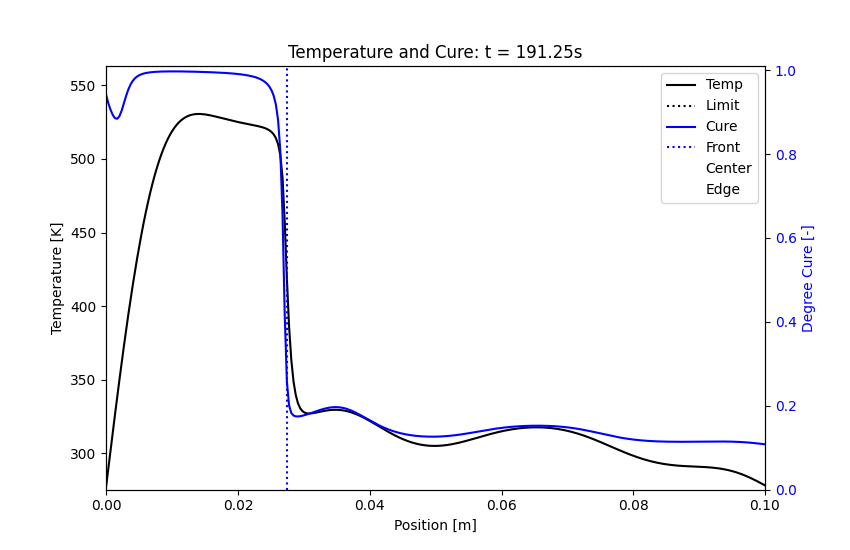 Temperature and Cure: t = 191.25s
550
500
450
400
350
300
Temperature [K]
1.0
0.8
0.6
0.4
0.2
0.0
Degree Cure [-]
Temp
Limit
Cure
Front
Center
Edge
0.00 0.02 0.04 0.06 0.08 0.10
Position [m]